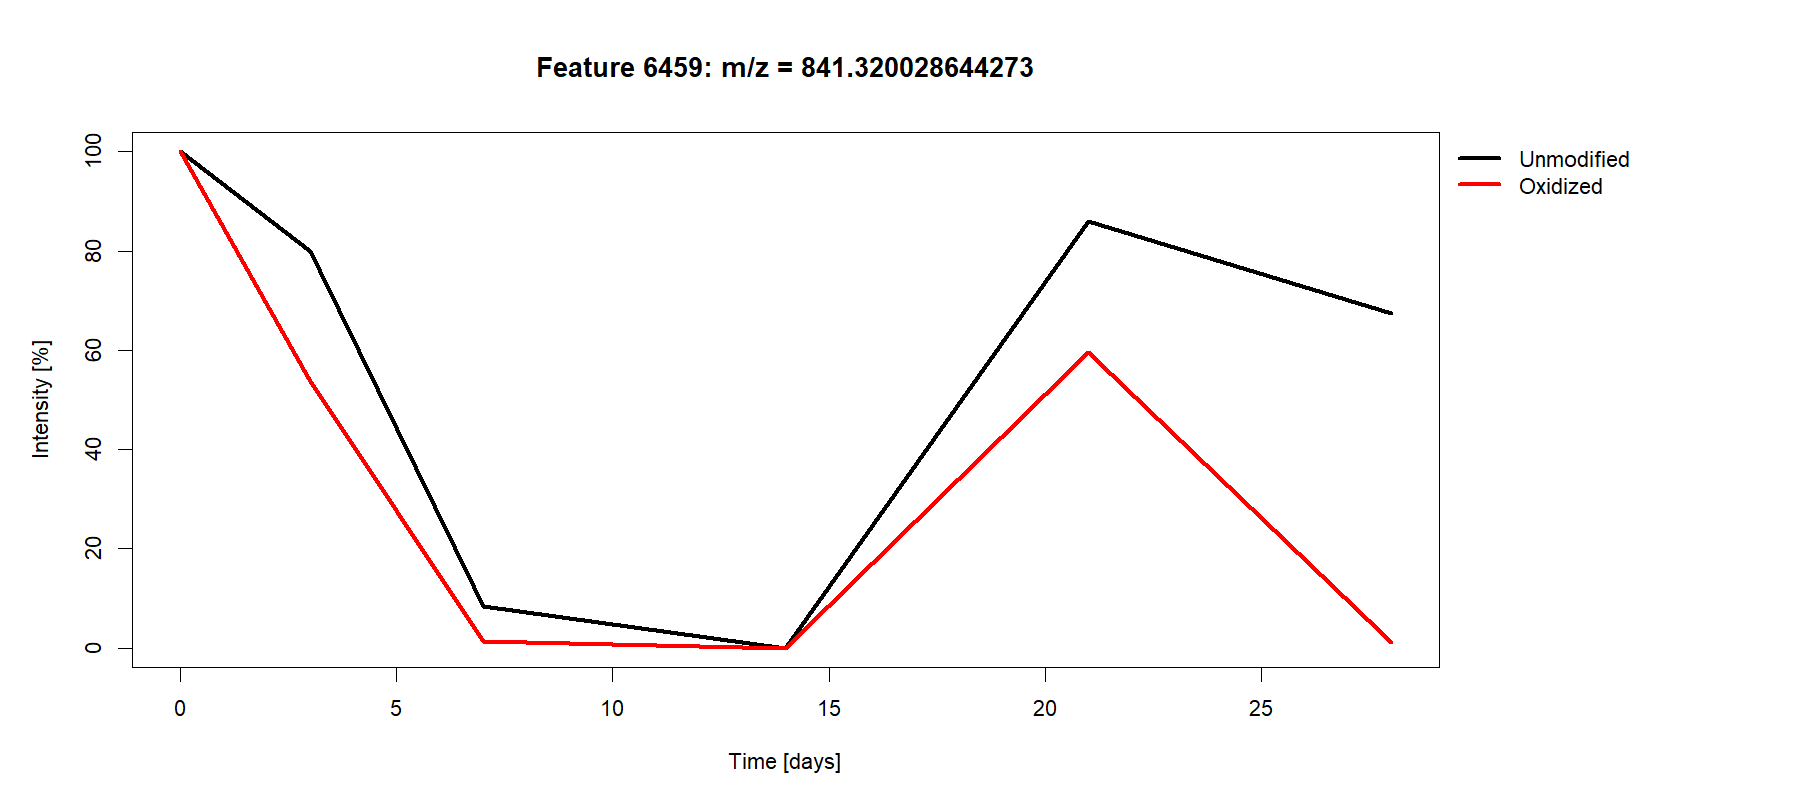 Feature 6459: m/z = 841.320028644273
Unmodified
Oxidized
Intensity [%]
100
80
60
40
20
0
0 5 10 15 20 25
Time [days]